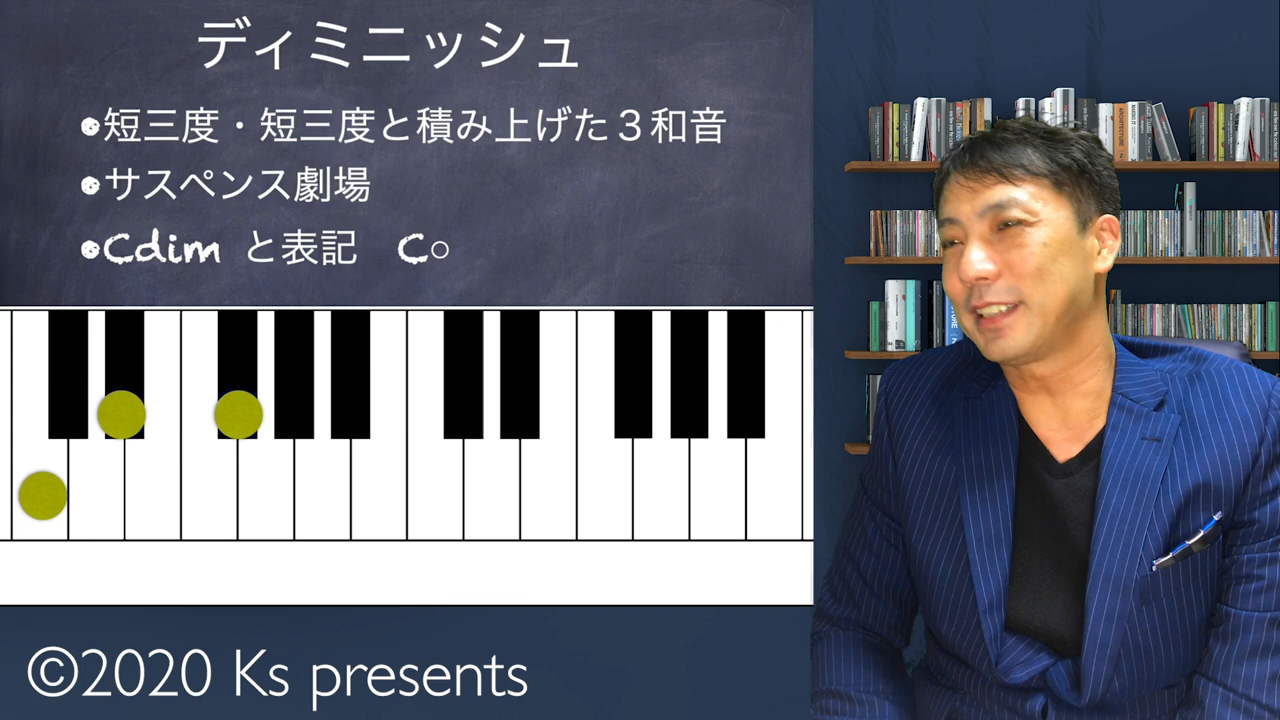 ディミニッシュ
•短三度・短三度と積み上げた３和音
•サスペンス劇場
•Cdim と表記　C○
©2020 Ks presents